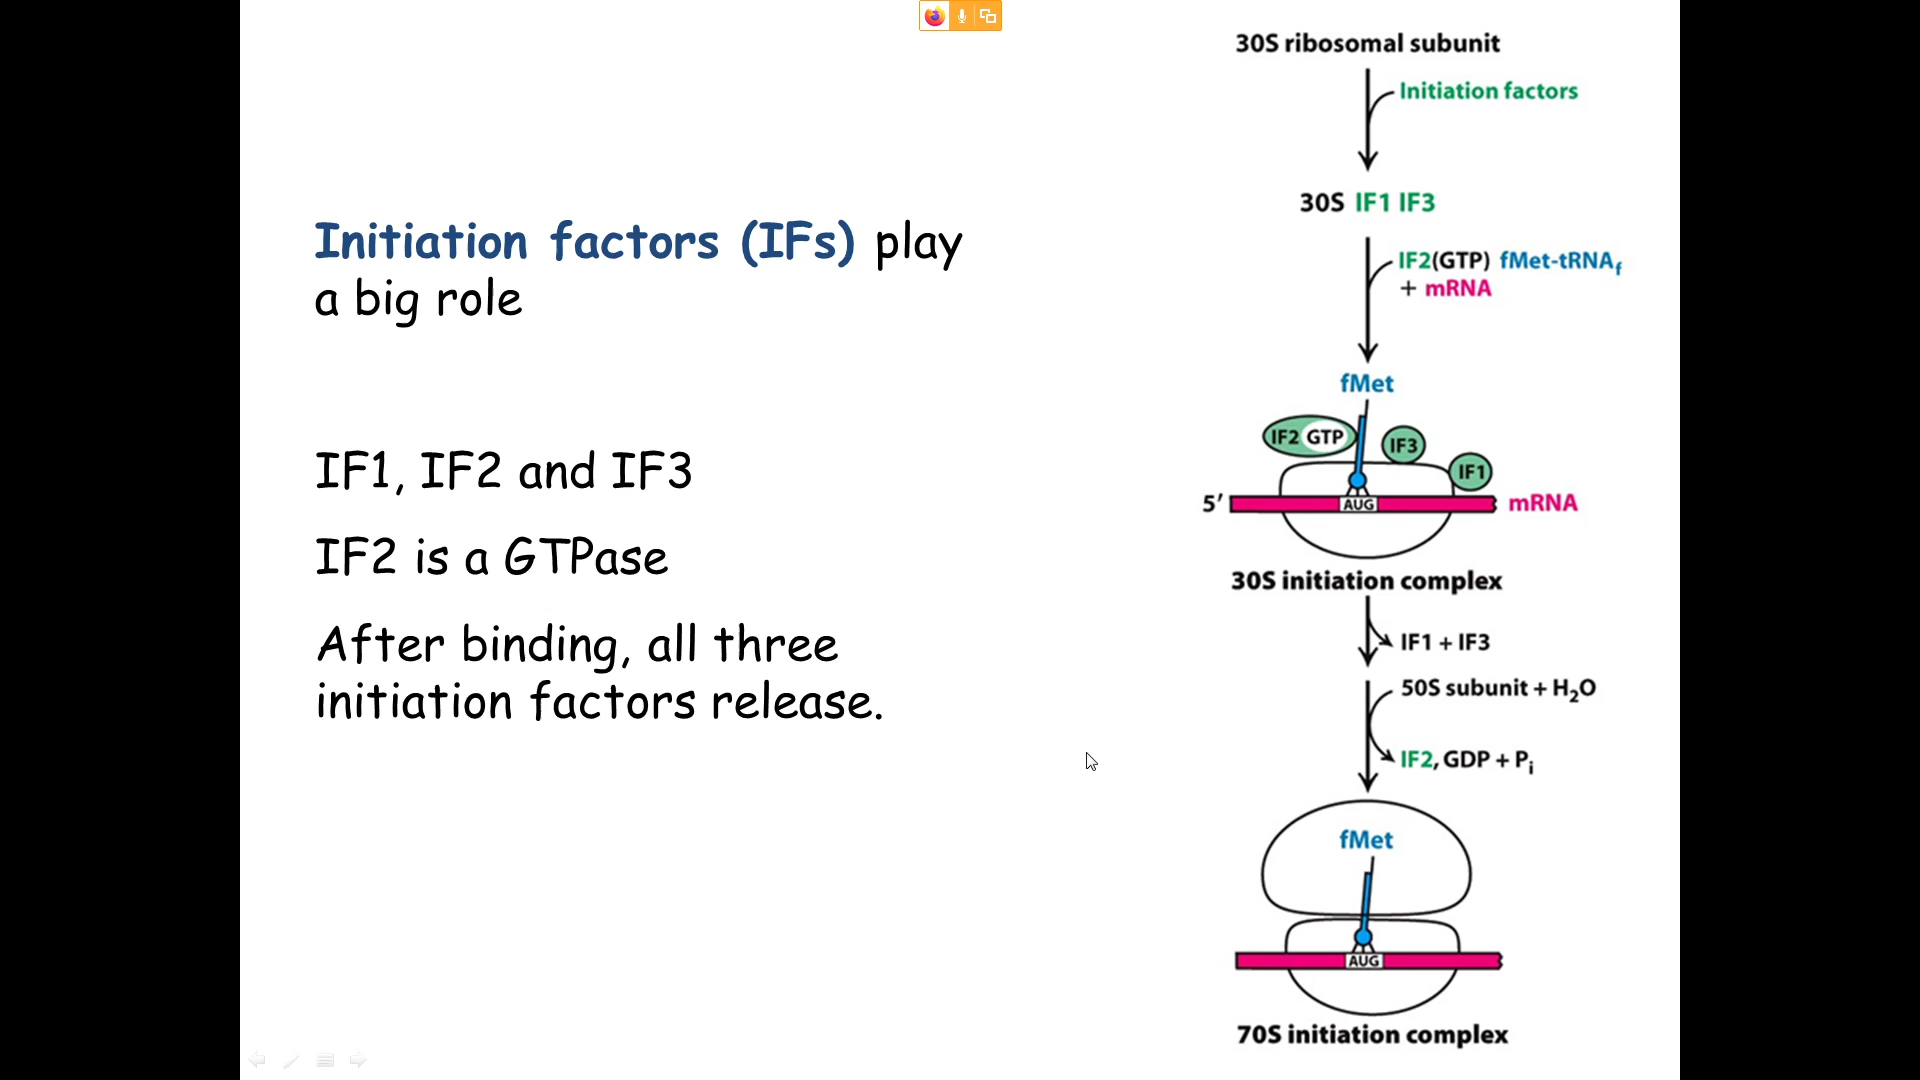 Initiation factors (IFs) play
a big role
IF1, IF2 and IF3
IF2 is a GTPase
After binding, all three
initiation factors release.
30S ribosomal subunit
Initiation factors
30S IF1 IF3
IF2(GTP) fMet-tRNAf
+ mRNA
fMet
IF2 GTP
IF3
IF1
5′
AUG
mRNA
30S initiation complex
IF1 + IF3
50S subunit + H2O
IF2, GDP + Pi
fMet
AUG
70S initiation complex